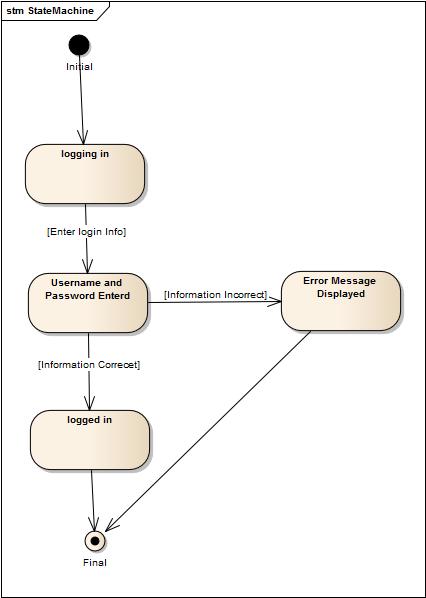 stm StateMachine
Initial
logging in
[Enter login Info]
Username and
Password Enterd
[Information Incorrect]
Error Message
Displayed
[Information Correcet]
logged in
Final